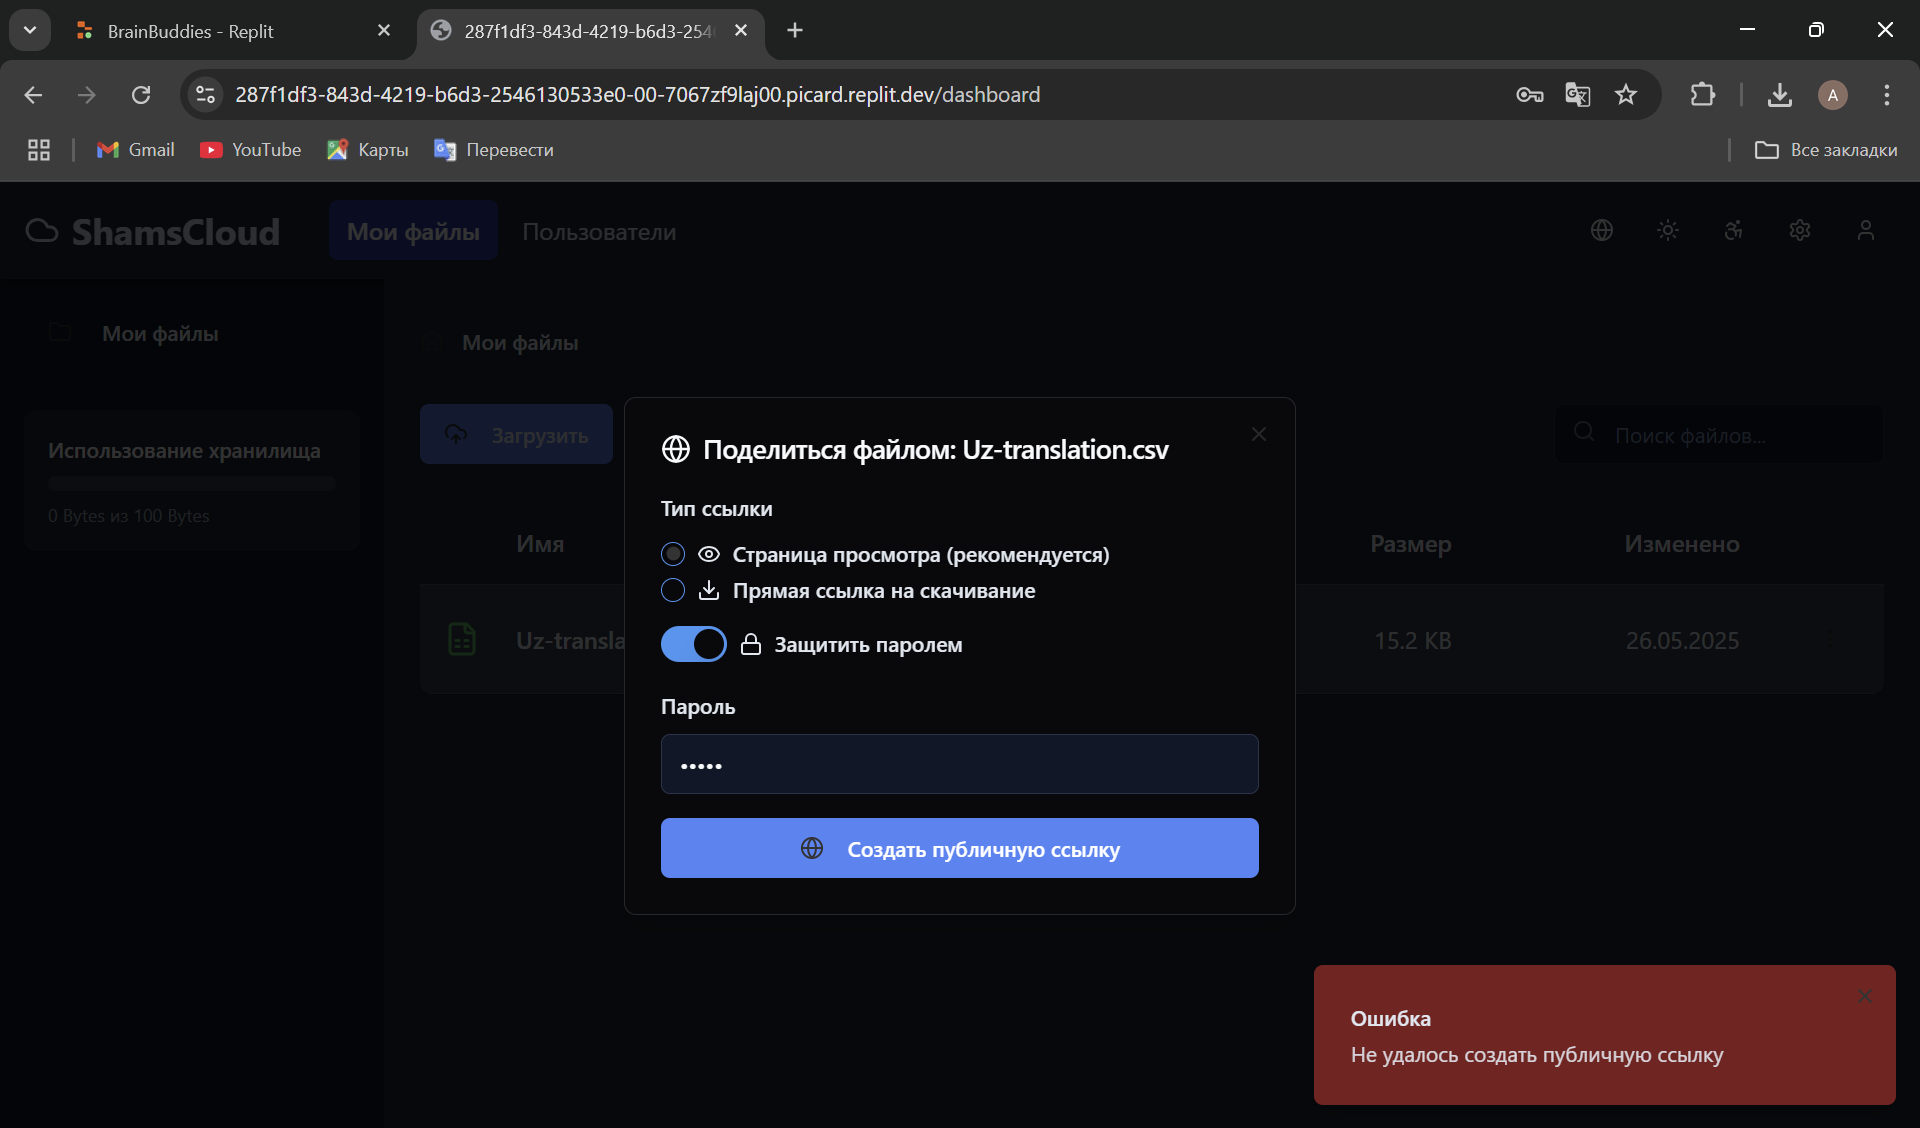 BrainBuddies - Replit
287f1df3-843d-4219-b6d3-254
287f1df3-843d-4219-b6d3-2546130533e0-00-7067zf9laj00.picard.replit.dev/dashboard
A
Gmail
YouTube
Карты
Перевести
Все закладки
ShamsCloud
Мои файлы
Пользователи
Мои файлы
Мои файлы
Использование хранилища
0 Bytes из 100 Bytes
Загрузить
Поиск файлов...
Имя
Размер
Изменено
Uz-transla
15.2 KB
26.05.2025
Поделиться файлом: Uz-translation.csv
Тип ссылки
Страница просмотра (рекомендуется)
Прямая ссылка на скачивание
Защитить паролем
Пароль
•••••
Создать публичную ссылку
Ошибка
Не удалось создать публичную ссылку